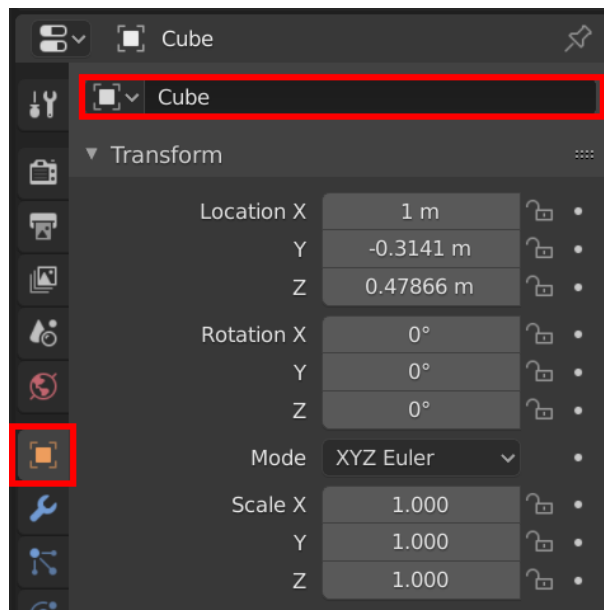 Cube
Cube
Transform
Location X 1 m
Y -0.3141 m
Z 0.47866 m
Rotation X 0°
Y 0°
Z 0°
Mode XYZ Euler
Scale X 1.000
Y 1.000
Z 1.000